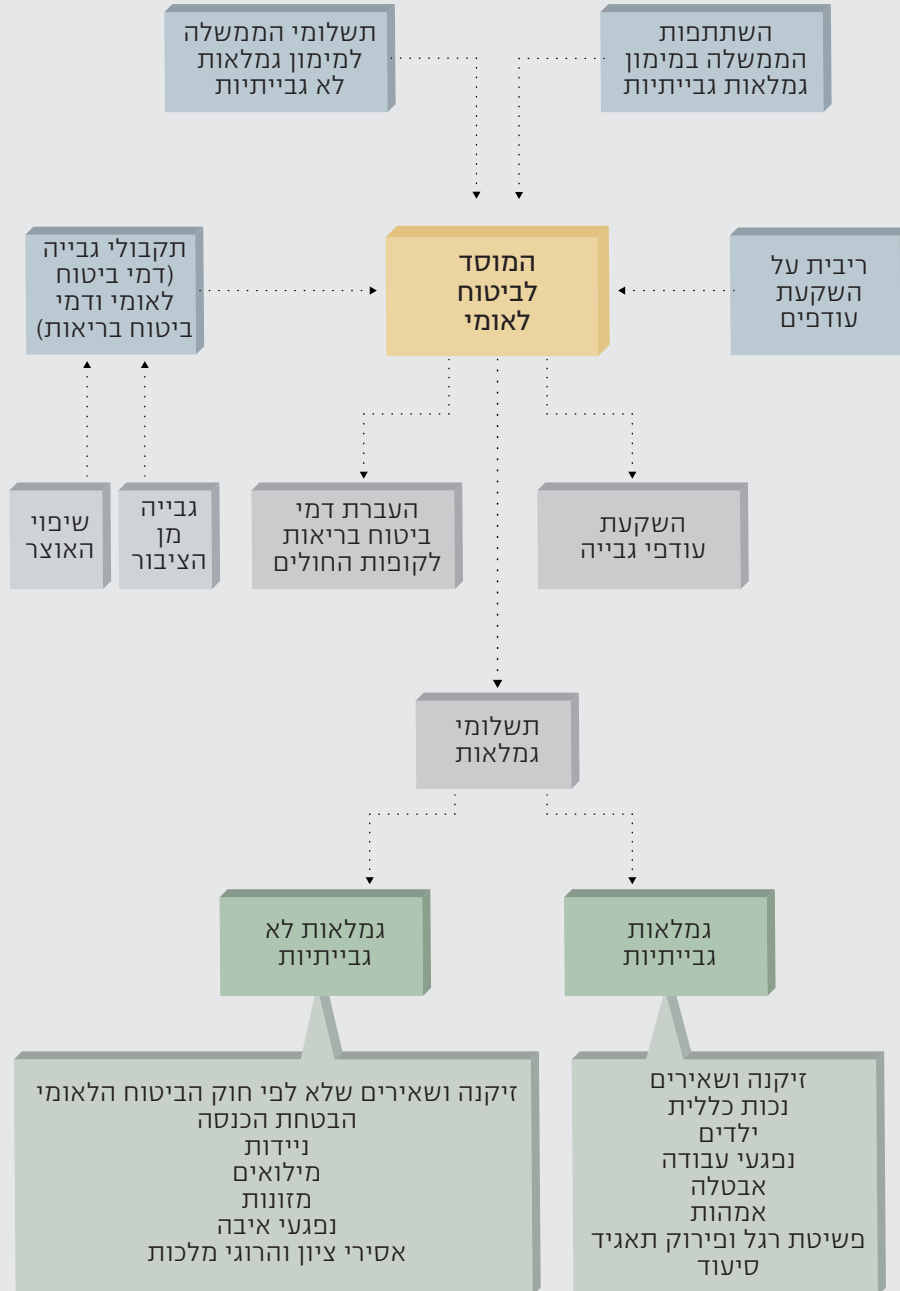 השתתפות
הממשלה במימון
גמלאות גבייתיות
תשלומי הממשלה
למימון גמלאות
לא גבייתיות
ריבית על
השקעת
עודפים
המוסד
לביטוח
לאומי
תקבולי גבייה
(דמי ביטוח
לאומי ודמי
ביטוח בריאות)
השקעת
עודפי גבייה
העברת דמי
ביטוח בריאות
לקופות החולים
גבייה
מן
הציבור
שיפוי
האוצר
תשלומי
גמלאות
גמלאות
גבייתיות
גמלאות לא
גבייתיות
זיקנה ושאירים
נכות כללית
ילדים
נפגעי עבודה
אבטלה
אמהות
פשיטת רגל ופירוק תאגיד
סיעוד
זיקנה ושאירים שלא לפי חוק הביטוח הלאומי
הבטחת הכנסה
ניידות
מילואים
מזונות
נפגעי איבה
אסירי ציון והרוגי מלכות